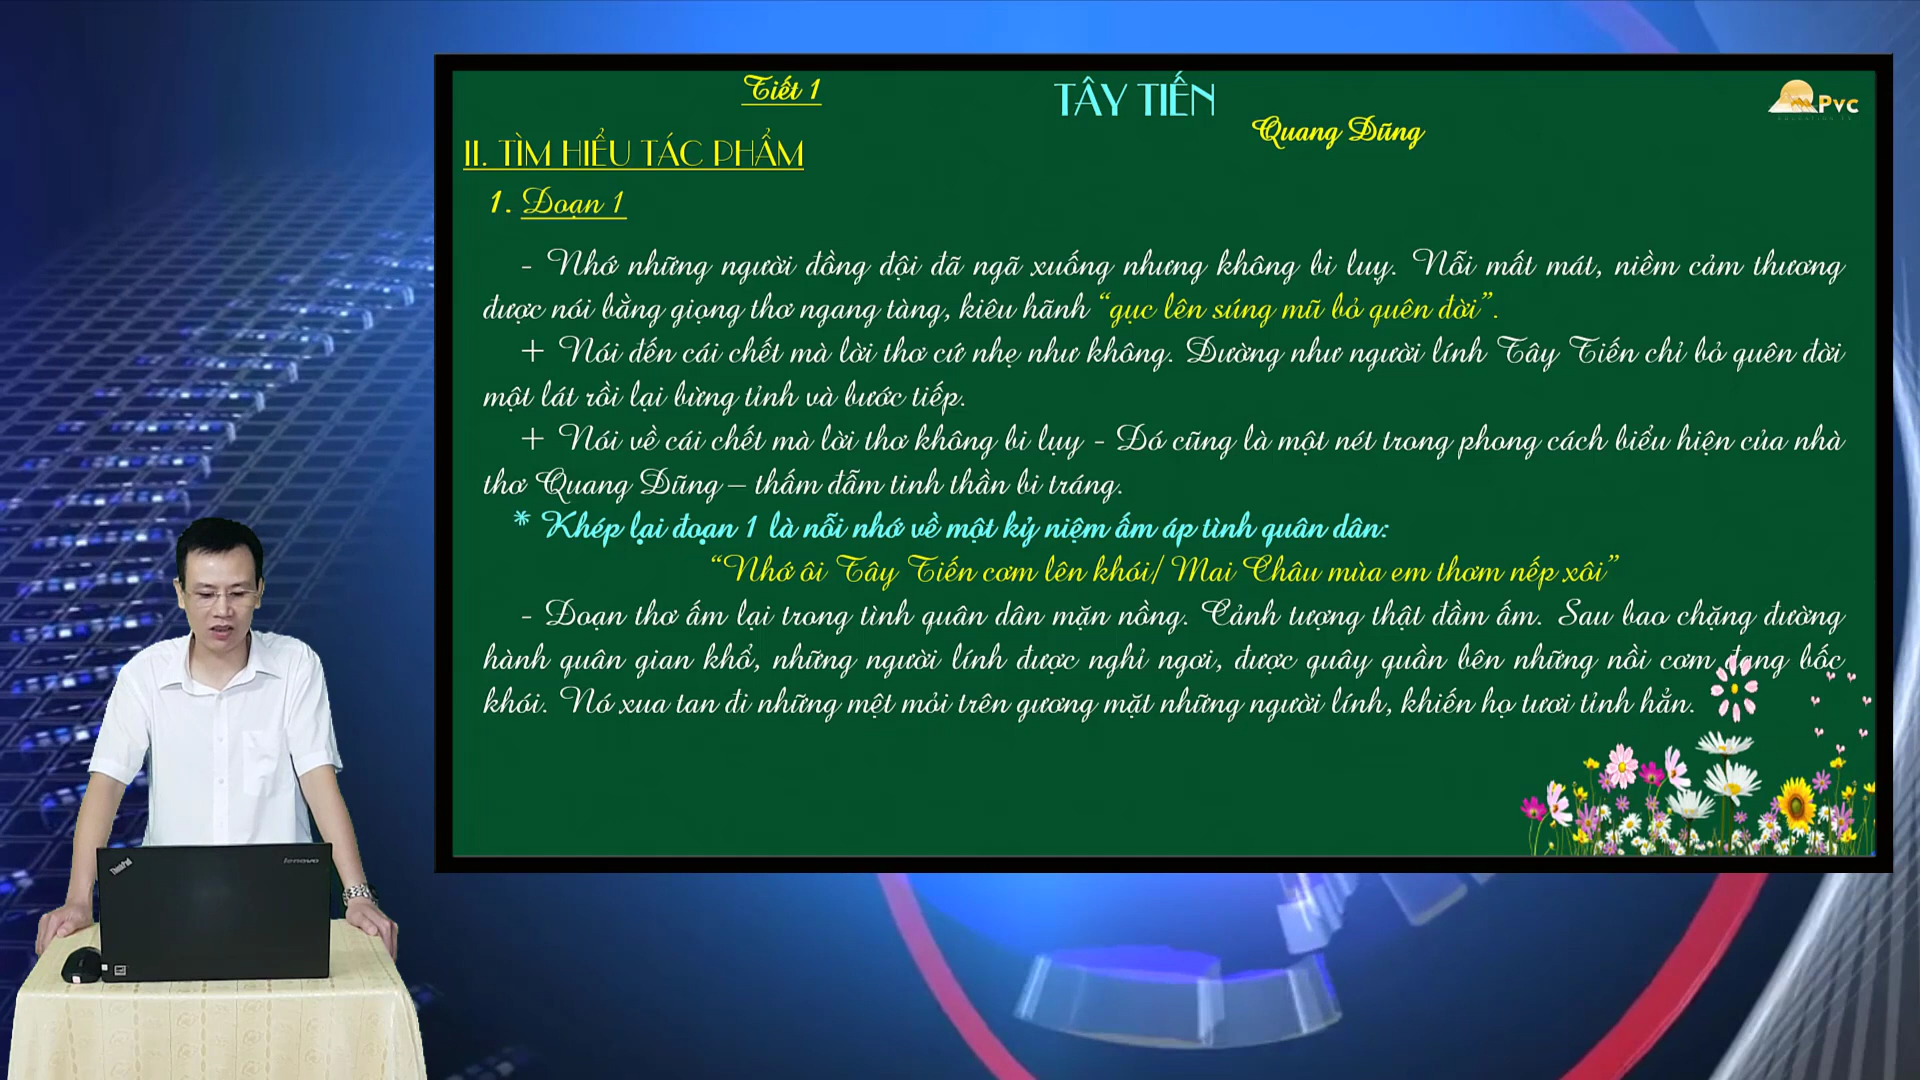 Tiết 1
TÂY TIẾN
Pvc
Quang Dũng
II. TÌM HIỂU TÁC PHẨM
1. Đoạn 1
- Nhớ những người đồng đội đã ngã xuống nhưng không bi luỵ. Nỗi mất mát, niềm cảm thương
được nói bằng giọng thơ ngang tàng, kiêu hãnh “gục lên súng mũ bỏ quên đời”.
+ Nói đến cái chết mà lời thơ cứ nhẹ như không. Dường như người lính Tây Tiến chỉ bỏ quên đời
một lát rồi lại bừng tỉnh và bước tiếp.
+ Nói về cái chết mà lời thơ không bi lụy - Đó cũng là một nét trong phong cách biểu hiện của nhà
thơ Quang Dũng – thấm đẫm tinh thần bi tráng.
* Khép lại đoạn 1 là nỗi nhớ về một kỷ niệm ấm áp tình quân dân:
“Nhớ ôi Tây Tiến cơm lên khói/ Mai Châu mùa em thơm nếp xôi”
- Đoạn thơ ấm lại trong tình quân dân mặn nồng. Cảnh tượng thật đầm ấm. Sau bao chặng đường
hành quân gian khổ, những người lính được nghỉ ngơi, được quây quần bên những nồi cơm đang bốc
khói. Nó xua tan đi những mệt mỏi trên gương mặt những người lính, khiến họ tươi tỉnh hẳn.
ThinkPad
lenovo